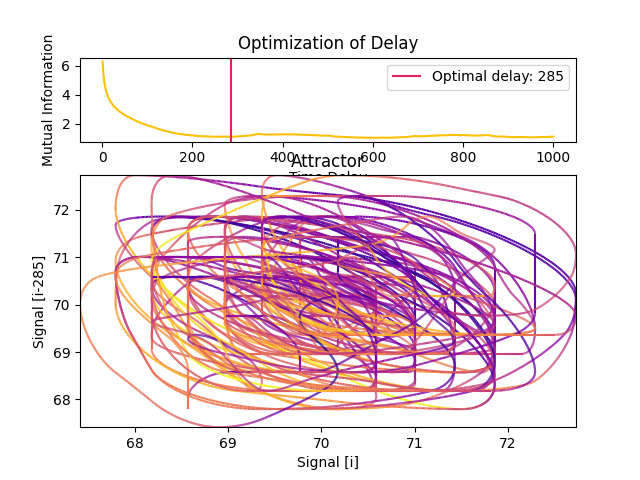 Optimization of Delay
Mutual Information
6
4
2
Optimal delay: 285
0
200
400
600
800
1000
Time Delay
Attractor
Signal [i-285]
72
71
70
69
68
68
69
70
71
72
Signal [i]